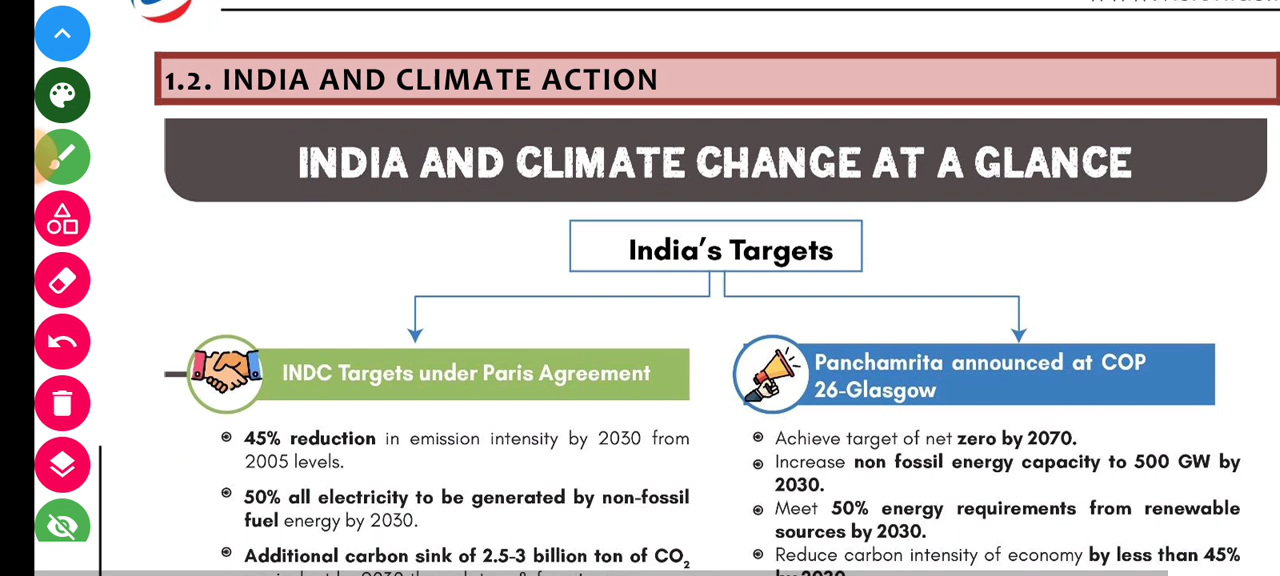 1.2. INDIA AND CLIMATE ACTION
INDIA AND CLIMATE CHANGE AT A GLANCE
India's Targets
INDC Targets under Paris Agreement
45% reduction in emission intensity by 2030 from
2005 levels.
50% all electricity to be generated by non-fossil
fuel energy by 2030.
Additional carbon sink of 2.5-3 billion ton of CO₂
Panchamrita announced at COP
26-Glasgow
Achieve target of net zero by 2070.
Increase non fossil energy capacity to 500 GW by
2030.
Meet 50% energy requirements from renewable
sources by 2030.
Reduce carbon intensity of economy by less than 45%
by 2030